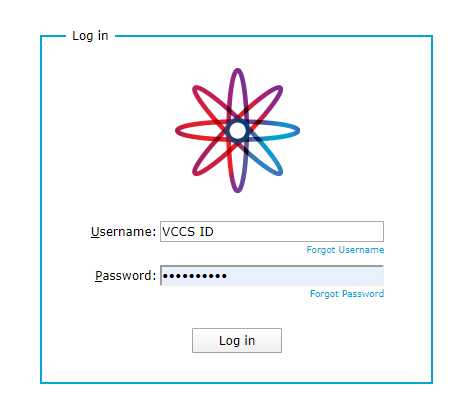 Log in
Username: VCCS ID
Forgot Username
Password: ••••••••••
Forgot Password
Log in